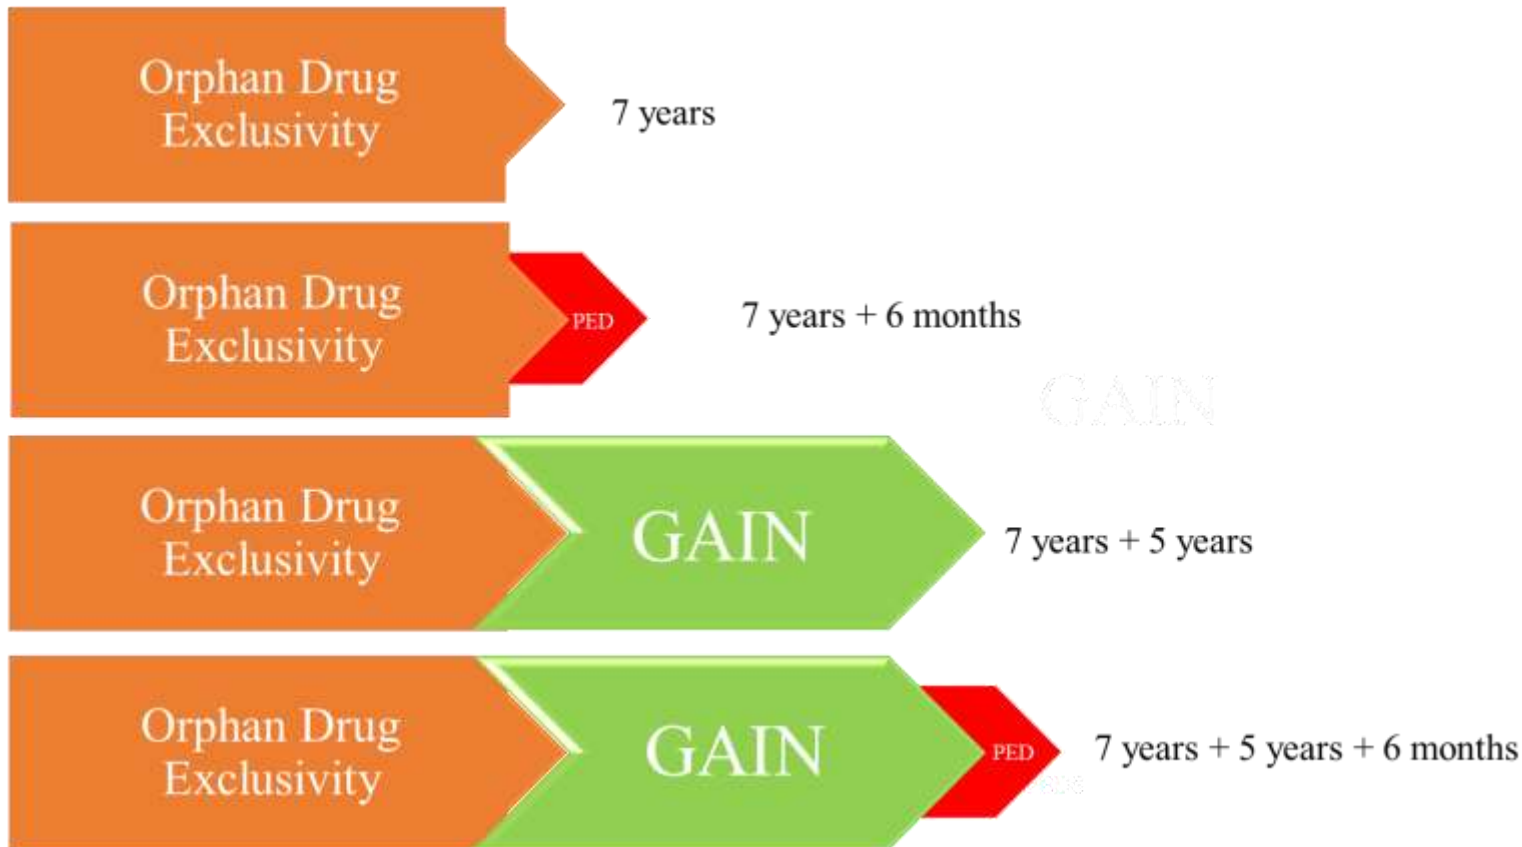 Orphan Drug
Exclusivity
7 years
Orphan Drug
Exclusivity
PED
7 years + 6 months
GAIN
Orphan Drug
Exclusivity
GAIN
7 years + 5 years
Orphan Drug
Exclusivity
GAIN
PED
7 years + 5 years + 6 months